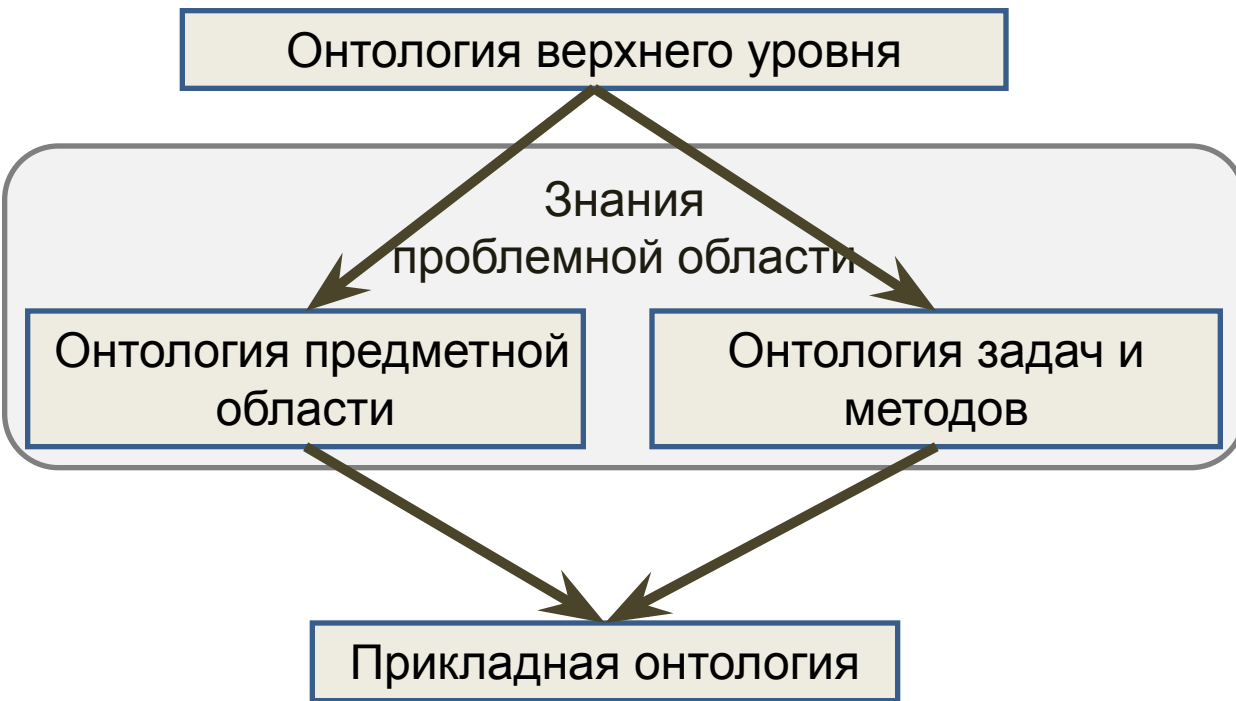 Онтология верхнего уровня
Знания
проблемной области
Онтология предметной
области
Онтология задач и
методов
Прикладная онтология